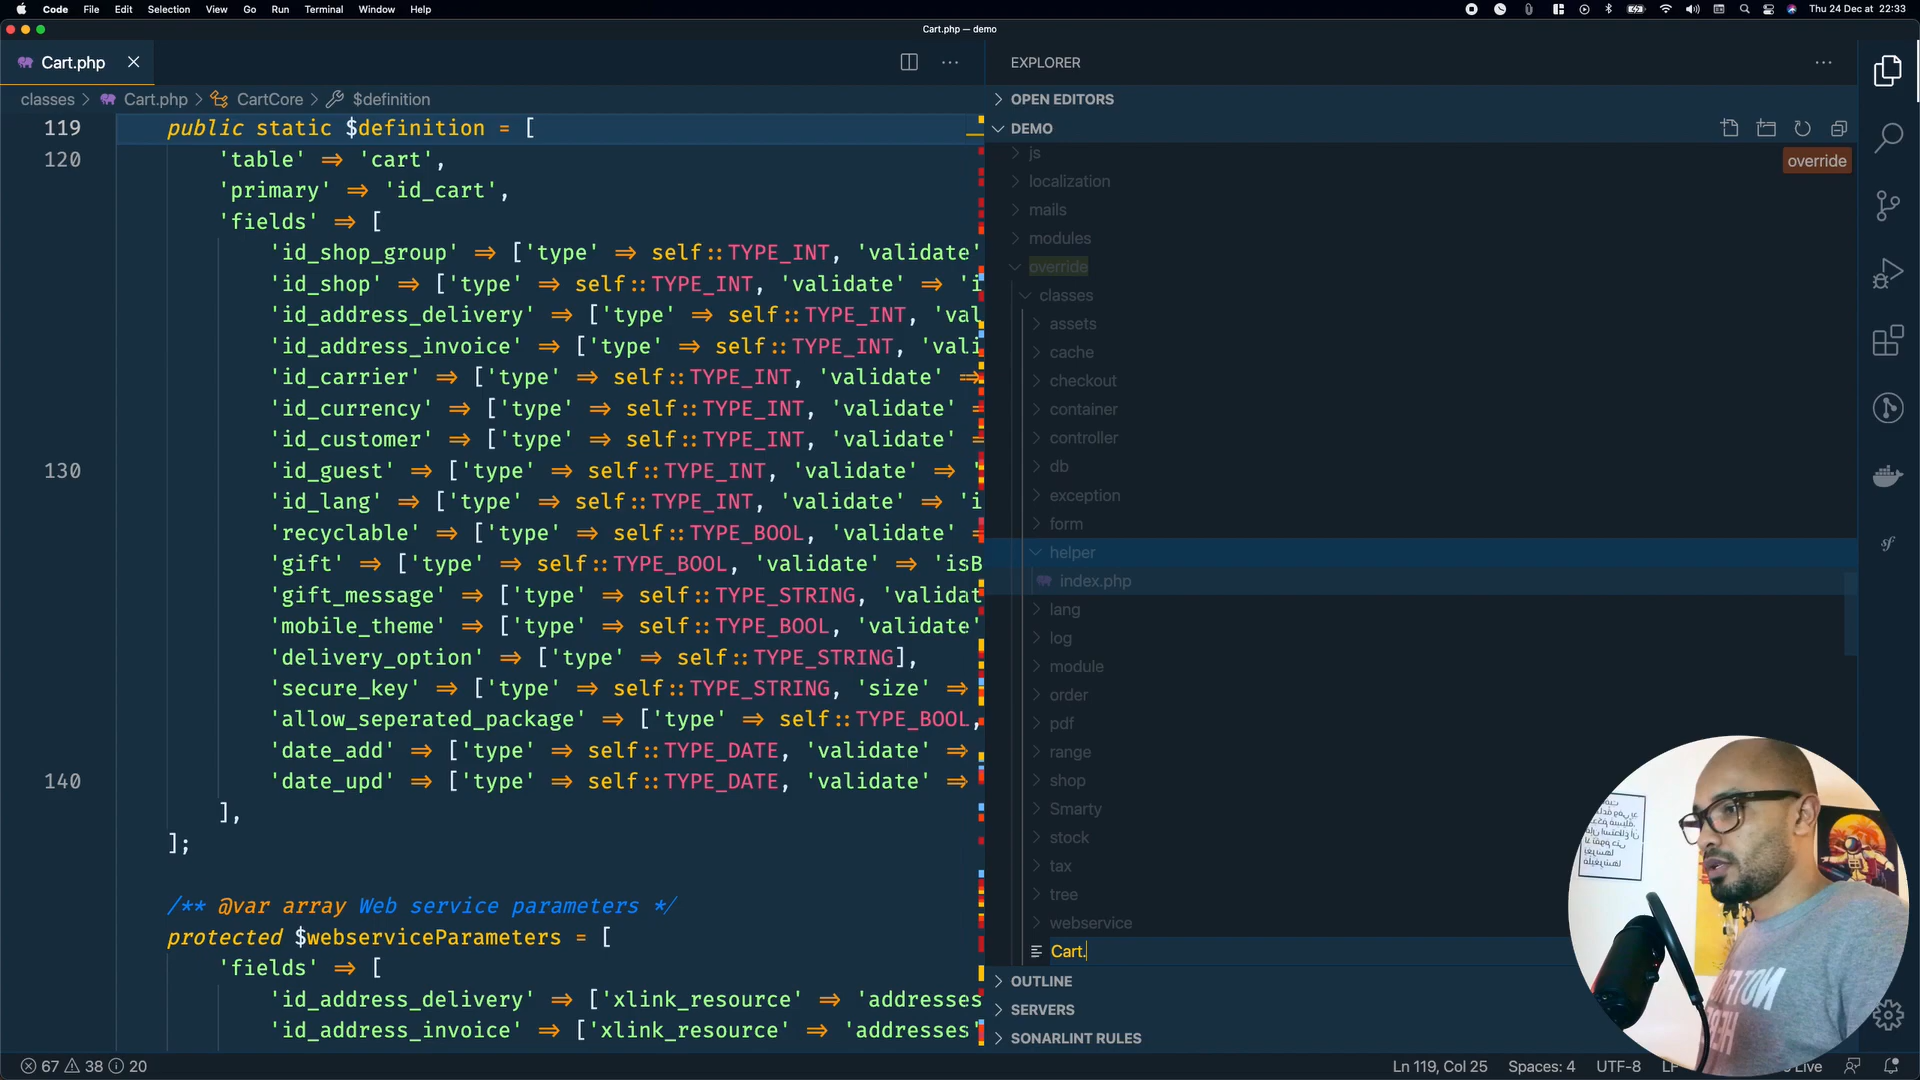 Code File Edit Selection View Go Run Terminal Window Help Thu 24 Dec at 22:33
Cart.php — demo
Cart.php
EXPLORER
classes > Cart.php > CartCore > $definition
OPEN EDITORS
DEMO
119 public static $definition = [
120 'table' => 'cart',
'primary' => 'id_cart',
'fields' => [
'id_shop_group' => ['type' => self::TYPE_INT, 'validate'
'id_shop' => ['type' => self::TYPE_INT, 'validate' => 'i
'id_address_delivery' => ['type' => self::TYPE_INT, 'val
'id_address_invoice' => ['type' => self::TYPE_INT, 'vali
'id_carrier' => ['type' => self::TYPE_INT, 'validate' =>
'id_currency' => ['type' => self::TYPE_INT, 'validate' =
'id_customer' => ['type' => self::TYPE_INT, 'validate' =
130 'id_guest' => ['type' => self::TYPE_INT, 'validate' => '
'id_lang' => ['type' => self::TYPE_INT, 'validate' => 'i
'recyclable' => ['type' => self::TYPE_BOOL, 'validate' =
'gift' => ['type' => self::TYPE_BOOL, 'validate' => 'isB
'gift_message' => ['type' => self::TYPE_STRING, 'validat
'mobile_theme' => ['type' => self::TYPE_BOOL, 'validate'
'delivery_option' => ['type' => self::TYPE_STRING],
'secure_key' => ['type' => self::TYPE_STRING, 'size' =>
'allow_seperated_package' => ['type' => self::TYPE_BOOL,
'date_add' => ['type' => self::TYPE_DATE, 'validate' =>
140 'date_upd' => ['type' => self::TYPE_DATE, 'validate' =>
],
];
/** @var array Web service parameters */
protected $webserviceParameters = [
'fields' => [
'id_address_delivery' => ['xlink_resource' => 'addresses
'id_address_invoice' => ['xlink_resource' => 'addresses'
js
override
localization
mails
modules
override
classes
assets
cache
checkout
container
controller
db
exception
form
helper
index.php
lang
log
module
order
pdf
range
shop
Smarty
stock
tax
tree
webservice
Cart.
OUTLINE
SERVERS
SONARLINT RULES
67 38 20
Ln 119, Col 25 Spaces: 4 UTF-8 Live